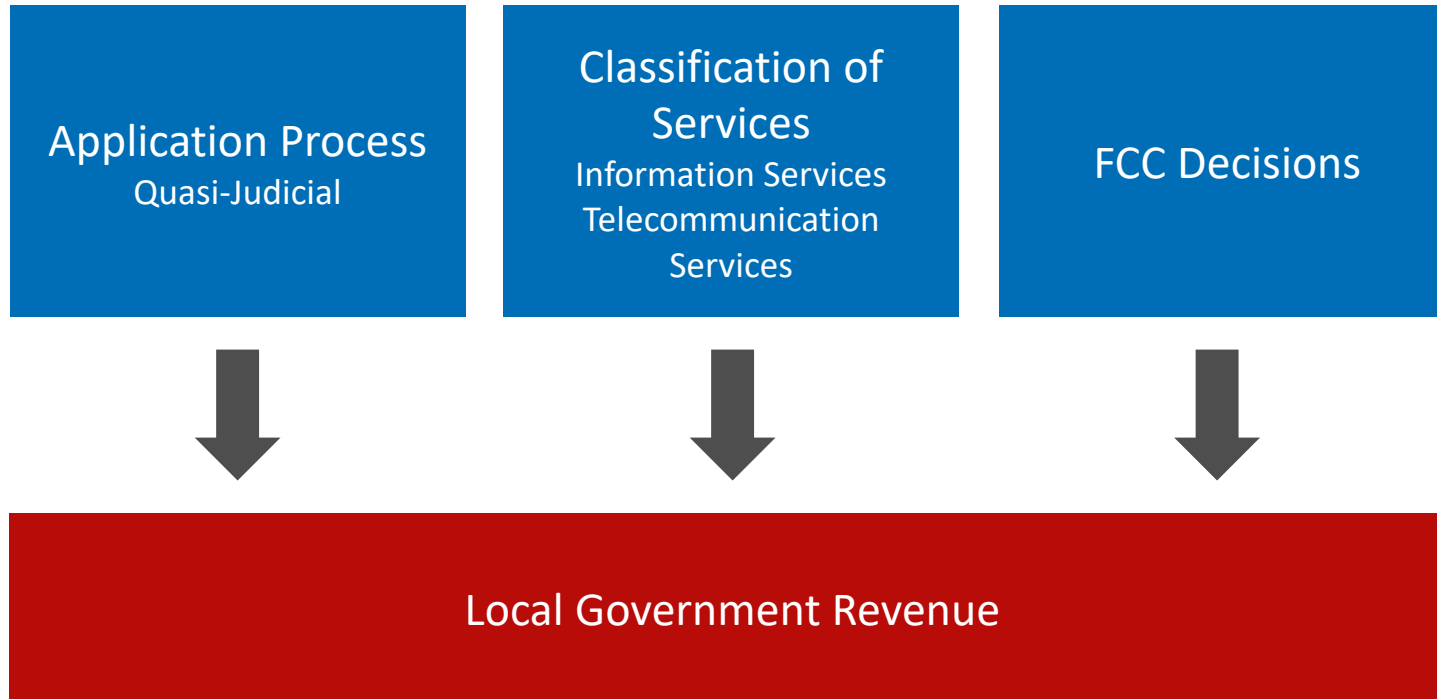 Application Process
Quasi-Judicial
Classification of
Services
Information Services
Telecommunication
Services
FCC Decisions
Local Government Revenue